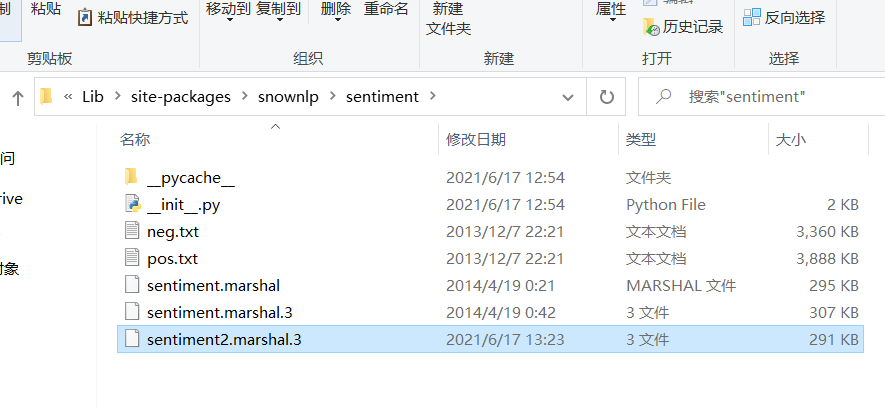 制 粘贴 粘贴快捷方式 移动到 复制到 删除 重命名 新建 文件夹 属性 历史记录 反向选择
剪贴板 组织 新建 打开 选择
« Lib > site-packages > snownlp > sentiment > 搜索"sentiment"
名称 修改日期 类型 大小
__pycache__ 2021/6/17 12:54 文件夹
__init__.py 2021/6/17 12:54 Python File 2 KB
neg.txt 2013/12/7 22:21 文本文档 3,360 KB
pos.txt 2013/12/7 22:21 文本文档 3,888 KB
sentiment.marshal 2014/4/19 0:21 MARSHAL 文件 295 KB
sentiment.marshal.3 2014/4/19 0:42 3 文件 307 KB
sentiment2.marshal.3 2021/6/17 13:23 3 文件 291 KB
问
rive
对象